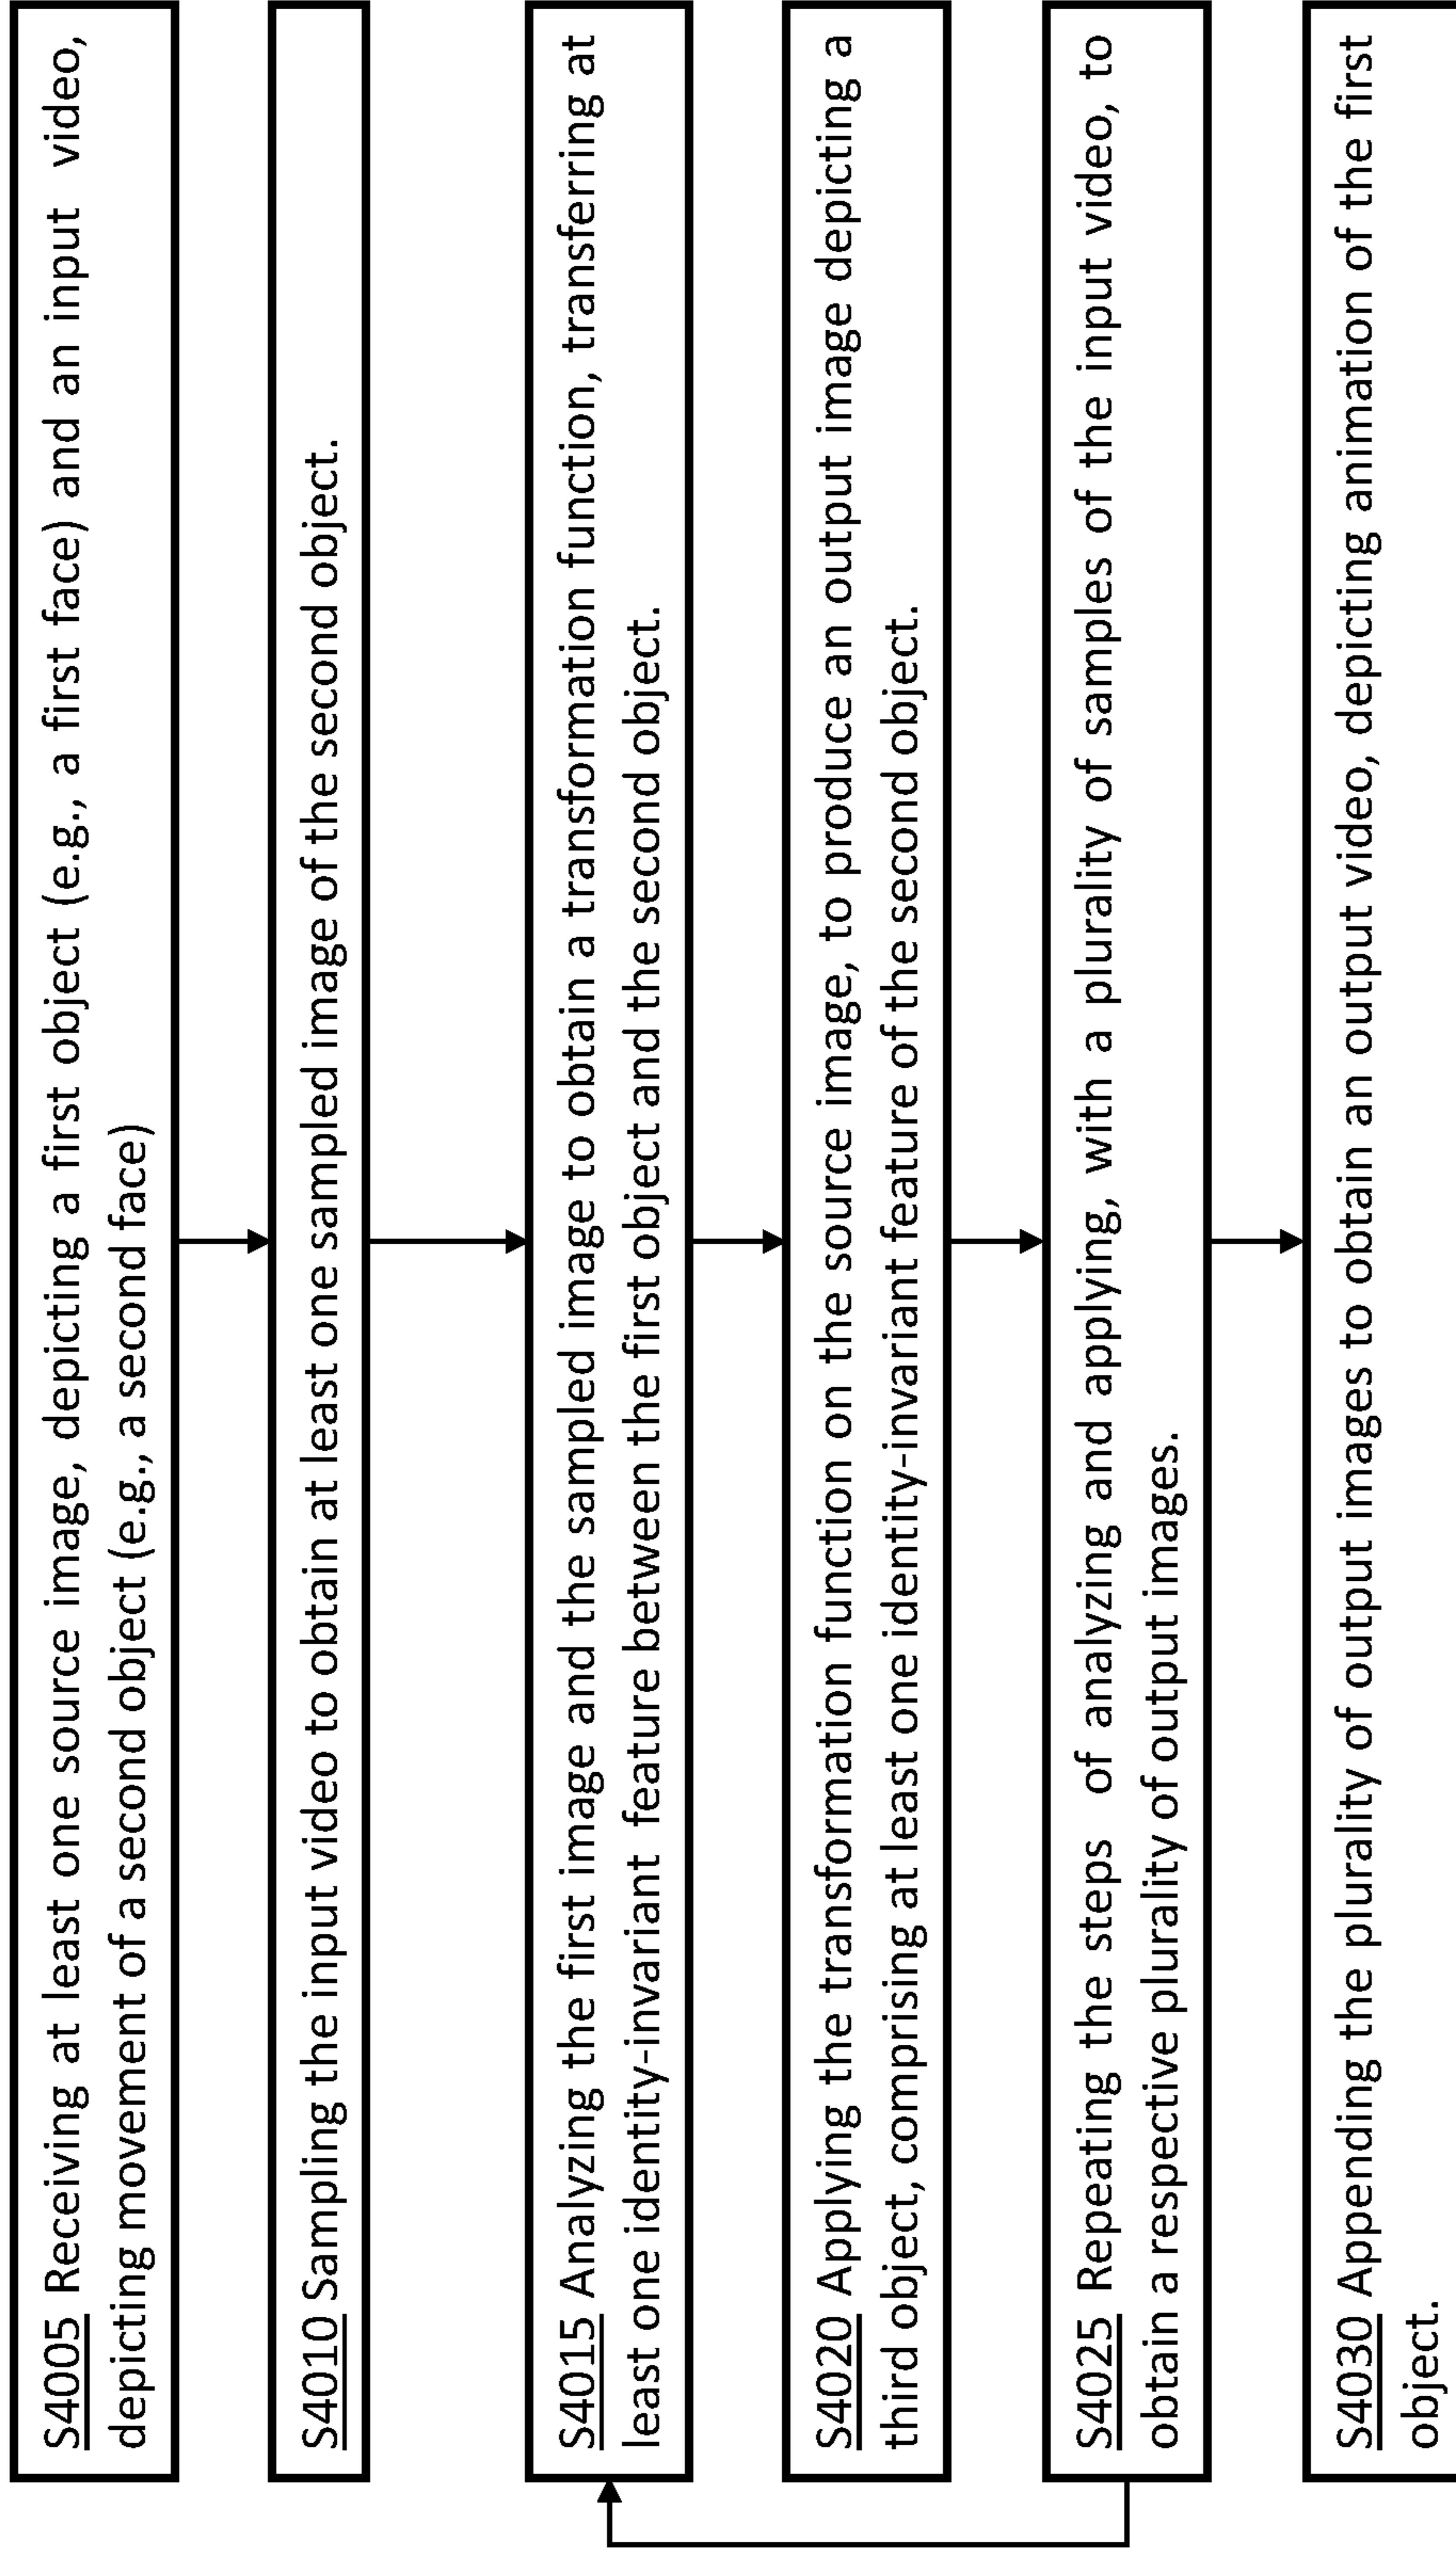 S4005 Receiving at least one source image, depicting a first object (e.g., a first face) and an input video,
depicting movement of a second object (e.g., a second face)
S4010 Sampling the input video to obtain at least one sampled image of the second object.
S4015 Analyzing the first image and the sampled image to obtain a transformation function, transferring at
least one identity-invariant feature between the first object and the second object.
S4020 Applying the transformation function on the source image, to produce an output image depicting a
third object, comprising at least one identity-invariant feature of the second object.
S4025 Repeating the steps of analyzing and applying, with a plurality of samples of the input video, to
obtain a respective plurality of output images.
S4030 Appending the plurality of output images to obtain an output video, depicting animation of the first
object.